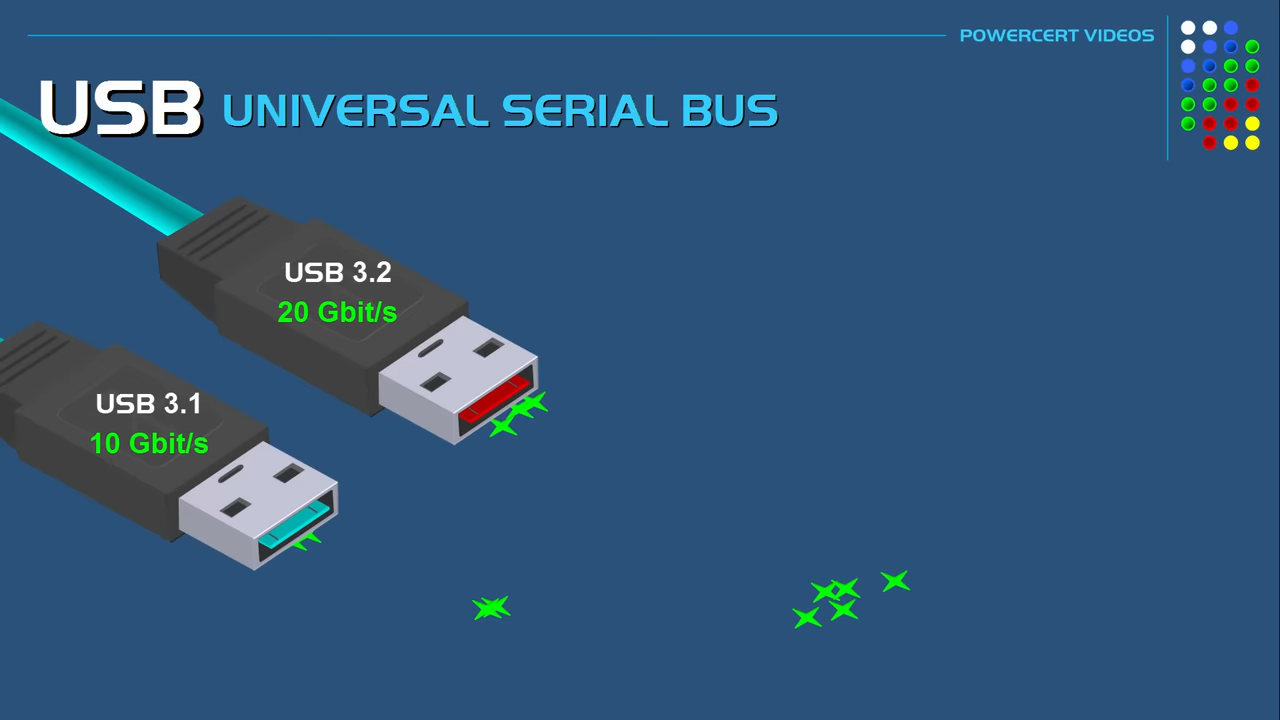 POWERCERT VIDEOS
USB UNIVERSAL SERIAL BUS
USB 3.2
20 Gbit/s
USB 3.1
10 Gbit/s